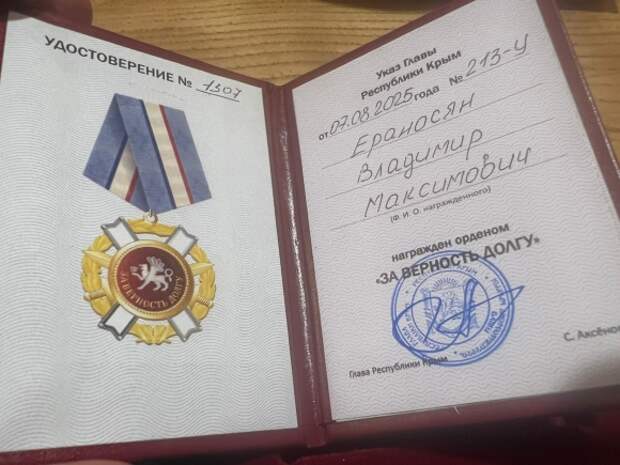 УДОСТОВЕРЕНИЕ № 1307
ЗА ВЕРНОСТЬ ДОЛГУ
Указ Главы
Республики Крым
от 07.08.2025 года № 213-У
Ераносян
Владимир
Максимович
(Ф. И. О. награжденного)
награжден орденом
«ЗА ВЕРНОСТЬ ДОЛГУ»
Глава Республики Крым
С. Аксёно